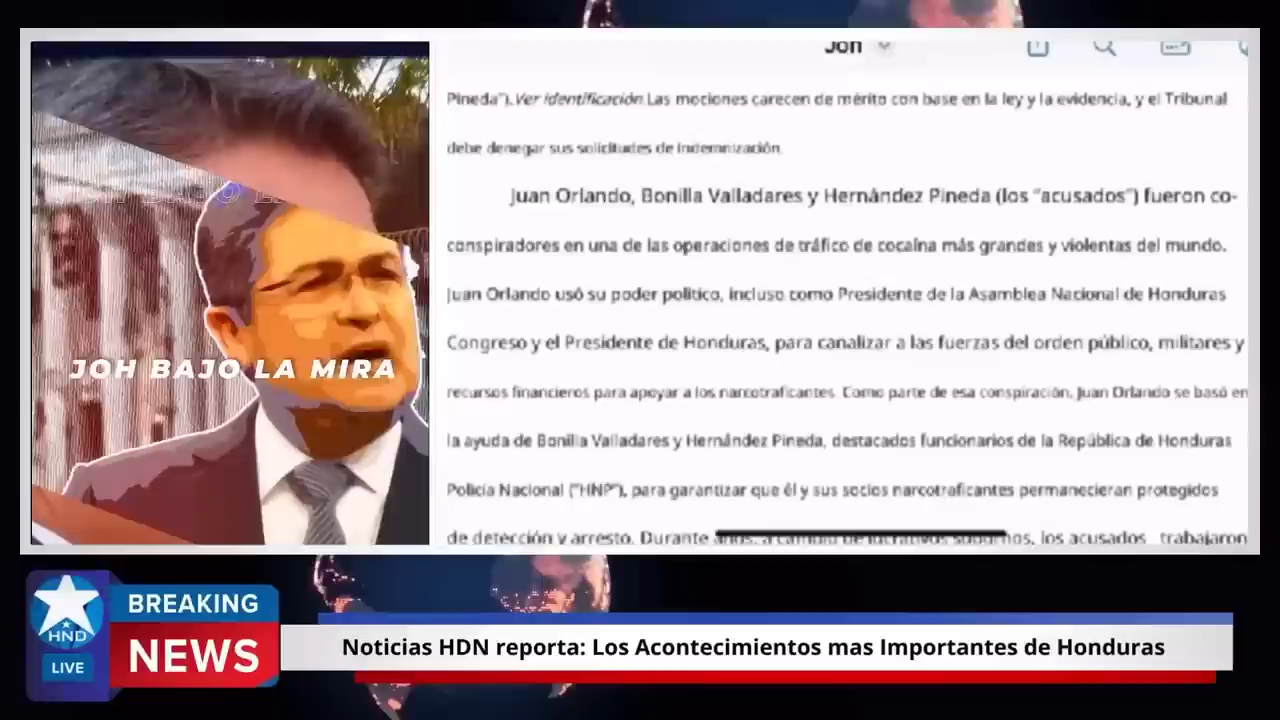 JOH BAJO LA MIRA
Joh
Pineda"). Ver identificación. Las mociones carecen de mérito con base en la ley y la evidencia, y el Tribunal
debe denegar sus solicitudes de indemnización.
Juan Orlando, Bonilla Valladares y Hernández Pineda (los "acusados") fueron co-
conspiradores en una de las operaciones de tráfico de cocaína más grandes y violentas del mundo.
Juan Orlando usó su poder político, incluso como Presidente de la Asamblea Nacional de Honduras
Congreso y el Presidente de Honduras, para canalizar a las fuerzas del orden público, militares y
recursos financieros para apoyar a los narcotraficantes. Como parte de esa conspiración, Juan Orlando se basó en
la ayuda de Bonilla Valladares y Hernández Pineda, destacados funcionarios de la República de Honduras
Policía Nacional ("HNP"), para garantizar que él y sus socios narcotraficantes permanecieran protegidos
de detección y arresto. Durante años, a cambio de lucrativos sobornos, los acusados trabajaron
HND
LIVE
BREAKING
NEWS
Noticias HDN reporta: Los Acontecimientos mas Importantes de Honduras